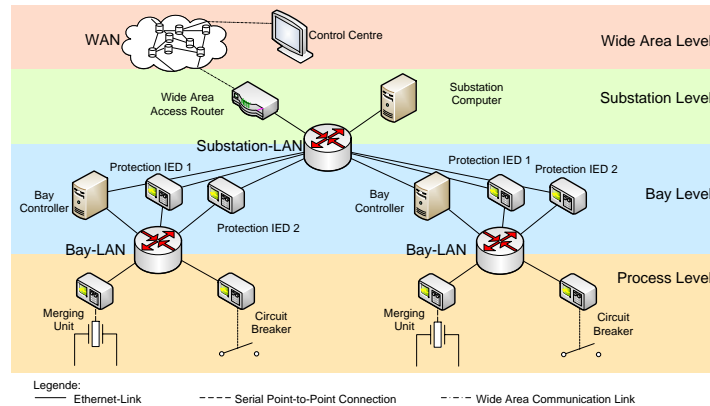 WAN
Control Centre
Wide Area Level
Wide Area
Access Router
Substation
Computer
Substation Level
Substation-LAN
Protection IED 1
Bay
Controller
Protection IED 2
Bay-LAN
Protection IED 1
Protection IED 2
Bay
Controller
Bay Level
Bay-LAN
Process Level
Merging
Unit
Circuit
Breaker
Merging
Unit
Circuit
Breaker
Legende:
Ethernet-Link
Serial Point-to-Point Connection
Wide Area Communication Link